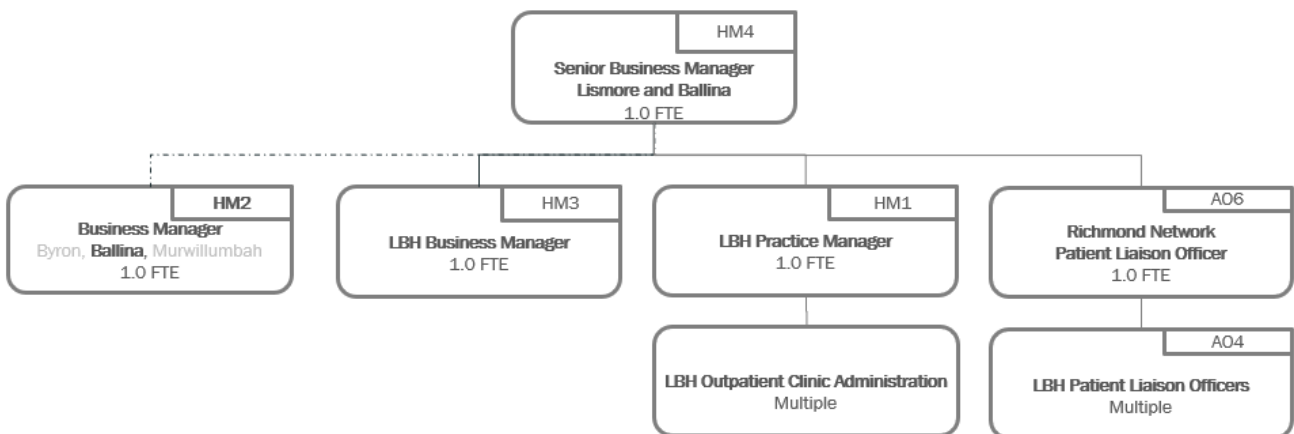 HM4
Senior Business Manager
Lismore and Ballina
1.0 FTE
HM2
Business Manager
Byron, Ballina, Murwillumbah
1.0 FTE
HM3
LBH Business Manager
1.0 FTE
HM1
LBH Practice Manager
1.0 FTE
AO6
Richmond Network
Patient Liaison Officer
1.0 FTE
LBH Outpatient Clinic Administration
Multiple
AO4
LBH Patient Liaison Officers
Multiple